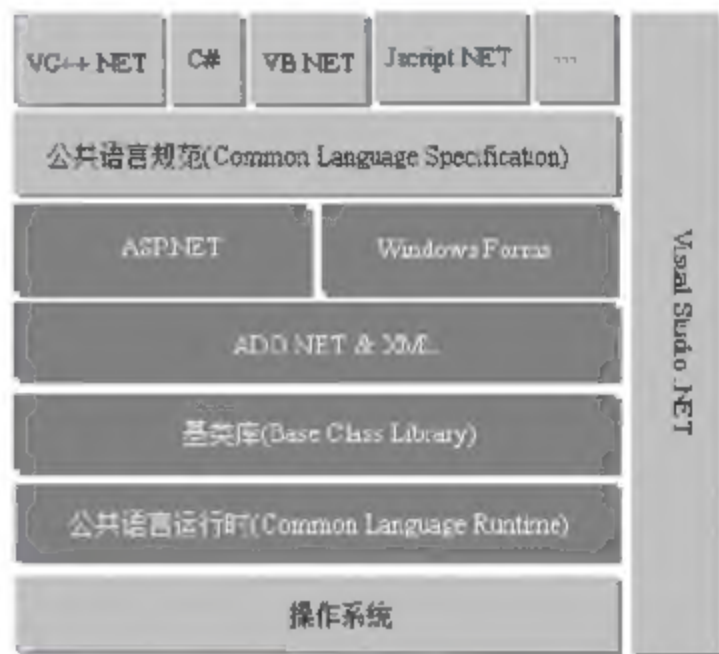 VC++ NET
C#
VB NET
Jscript NET
...
公共语言规范(Common Language Specification)
ASP.NET
Windows Forms
ADO.NET & XML
基类库(Base Class Library)
公共语言运行时(Common Language Runtime)
操作系统
Visual Studio .NET